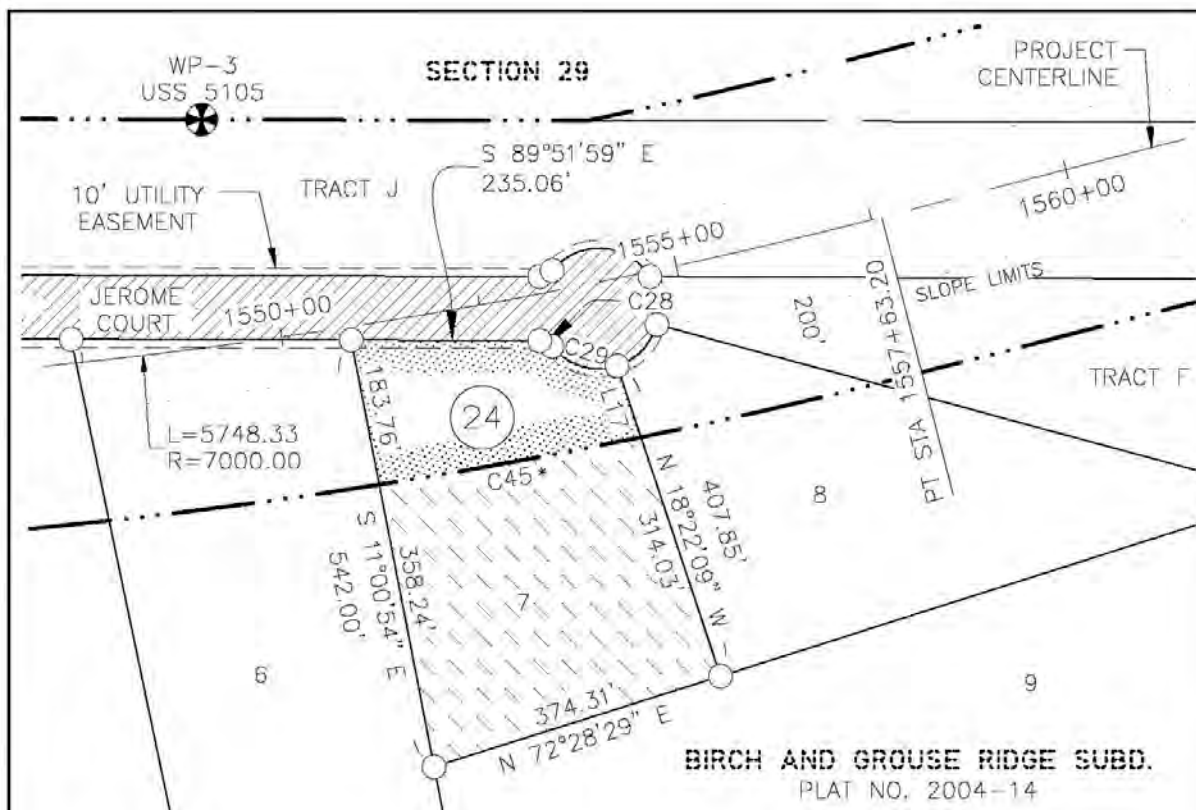 WP-3
USS 5105
SECTION 29
PROJECT
CENTERLINE
S 89°51'59" E
235.06'
10' UTILITY
EASEMENT
TRACT J
1560+00
1555+00
JEROME
COURT
1550+00
C28
C29
200'
SLOPE LIMITS
PT STA 1557+63.20
TRACT F
183.76'
24
L17
L=5748.33
R=7000.00
C45*
S 11°00'54" E
542.00'
358.24'
407.85'
N 18°22'09" W
314.03'
8
7
6
9
374.31'
N 72°28'29" E
BIRCH AND GROUSE RIDGE SUBD.
PLAT NO. 2004-14